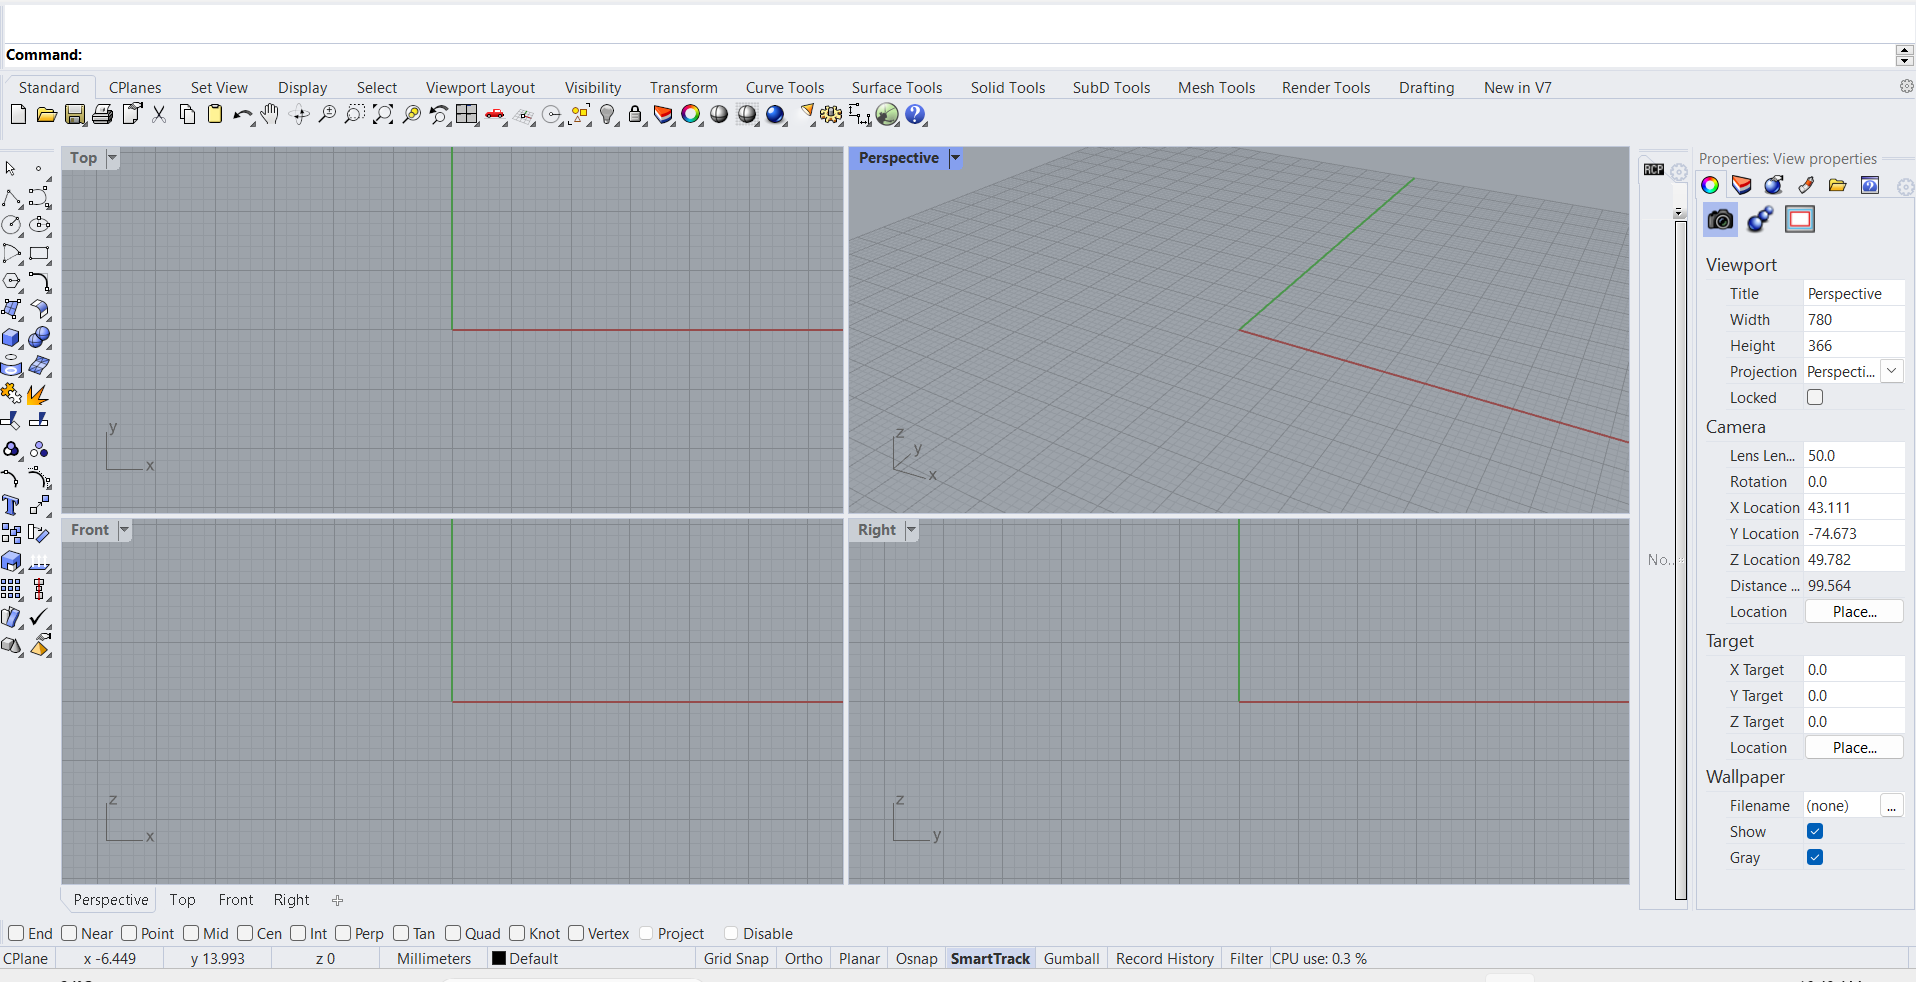 Command:
Standard CPlanes Set View Display Select Viewport Layout Visibility Transform Curve Tools Surface Tools Solid Tools SubD Tools Mesh Tools Render Tools Drafting New in V7
Top
y
x
Perspective
z
y
x
Front
z
x
Right
z
y
RCP
No...
Properties: View properties
Viewport
Title Perspective
Width 780
Height 366
Projection Perspecti...
Locked
Camera
Lens Len... 50.0
Rotation 0.0
X Location 43.111
Y Location -74.673
Z Location 49.782
Distance ... 99.564
Location Place...
Target
X Target 0.0
Y Target 0.0
Z Target 0.0
Location Place...
Wallpaper
Filename (none) ...
Show
Gray
Perspective Top Front Right
End Near Point Mid Cen Int Perp Tan Quad Knot Vertex Project Disable
CPlane x -6.449 y 13.993 z 0 Millimeters Default Grid Snap Ortho Planar Osnap SmartTrack Gumball Record History Filter CPU use: 0.3 %